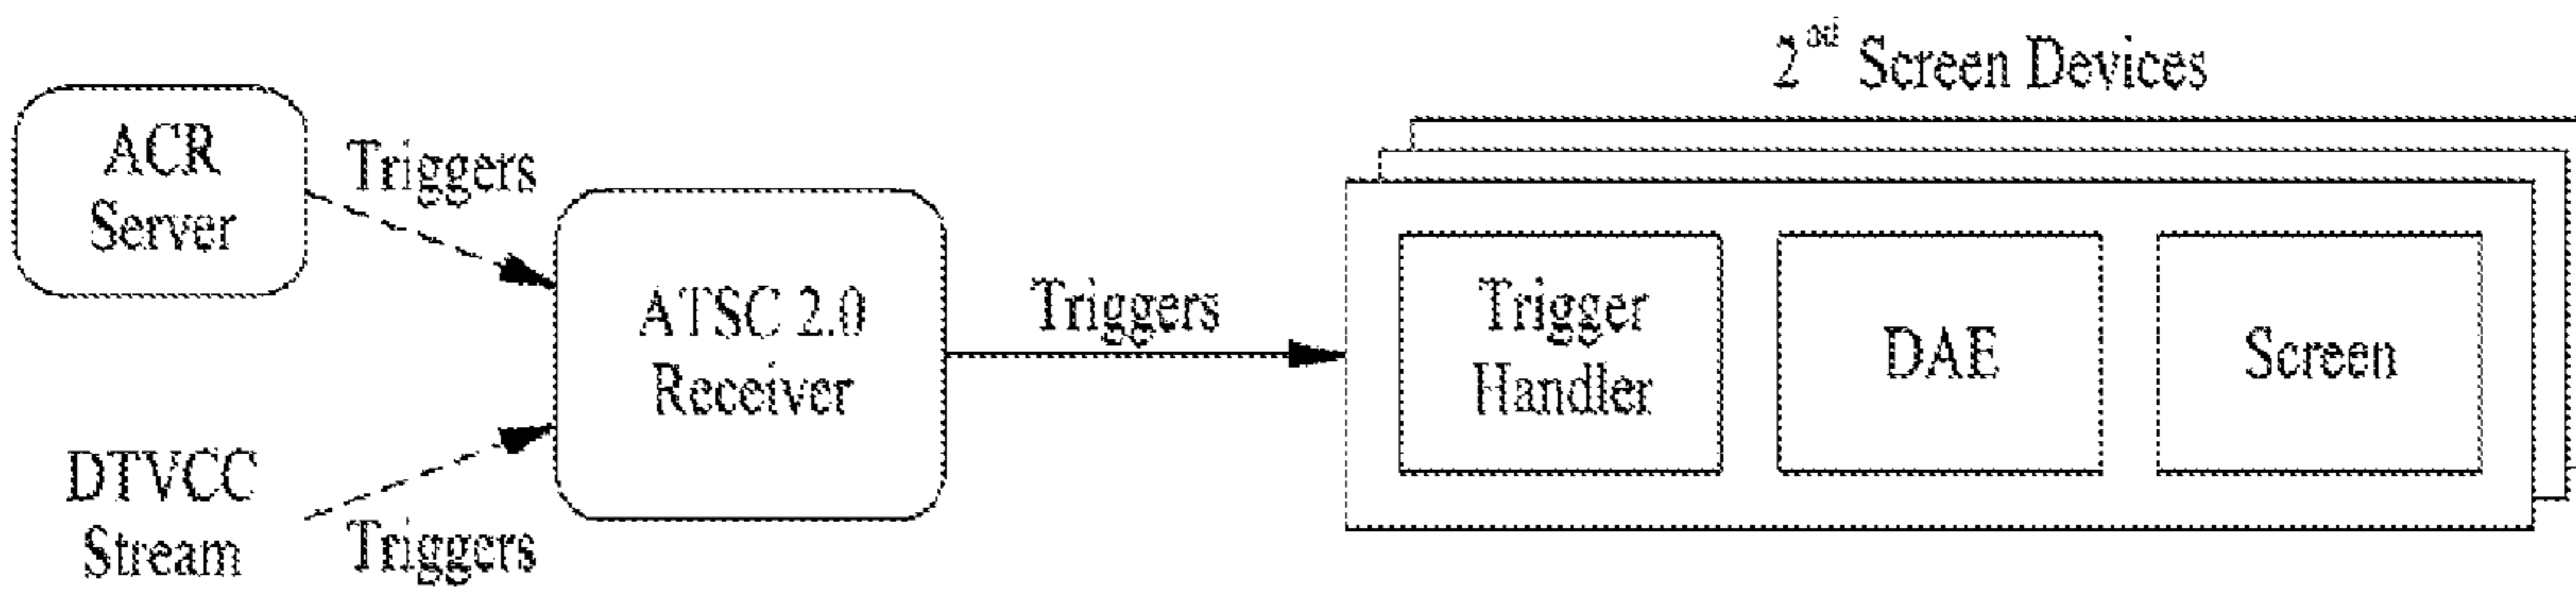 2nd Screen Devices
ACR
Server
Triggers
ATSC 2.0
Receiver
DTVCC
Stream
Triggers
Triggers
Trigger
Handler
DAE
Screen